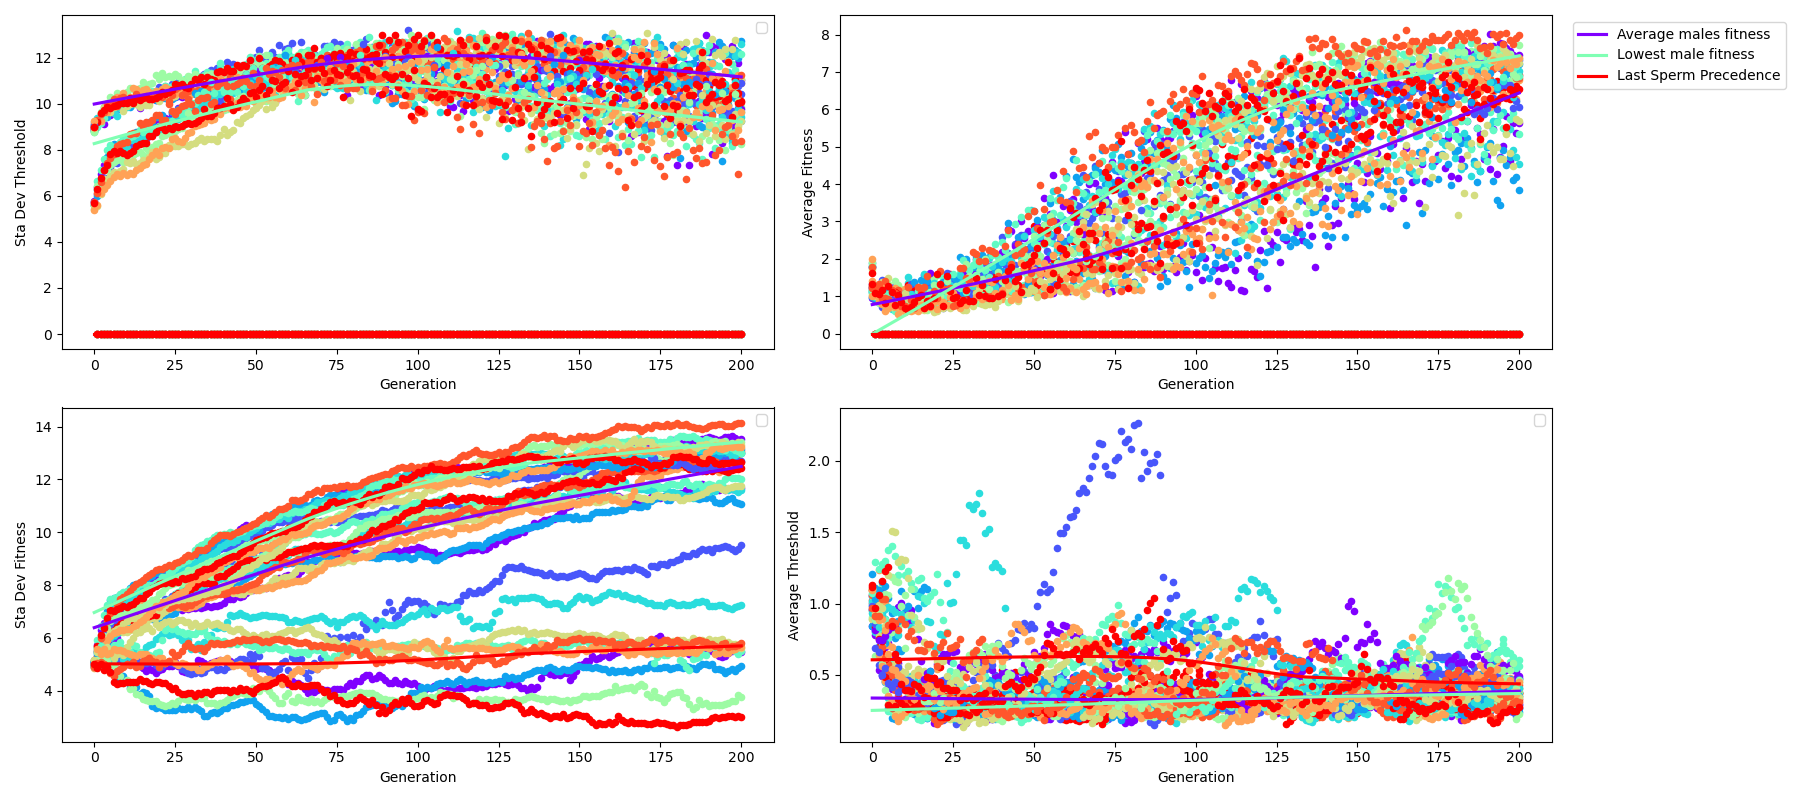 Sta Dev Threshold
12
10
8
6
4
2
0
0 25 50 75 100 125 150 175 200
Generation
Average Fitness
8
7
6
5
4
3
2
1
0
0 25 50 75 100 125 150 175 200
Generation
Average males fitness
Lowest male fitness
Last Sperm Precedence
Sta Dev Fitness
14
12
10
8
6
4
0 25 50 75 100 125 150 175 200
Generation
Average Threshold
2.0
1.5
1.0
0.5
0 25 50 75 100 125 150 175 200
Generation